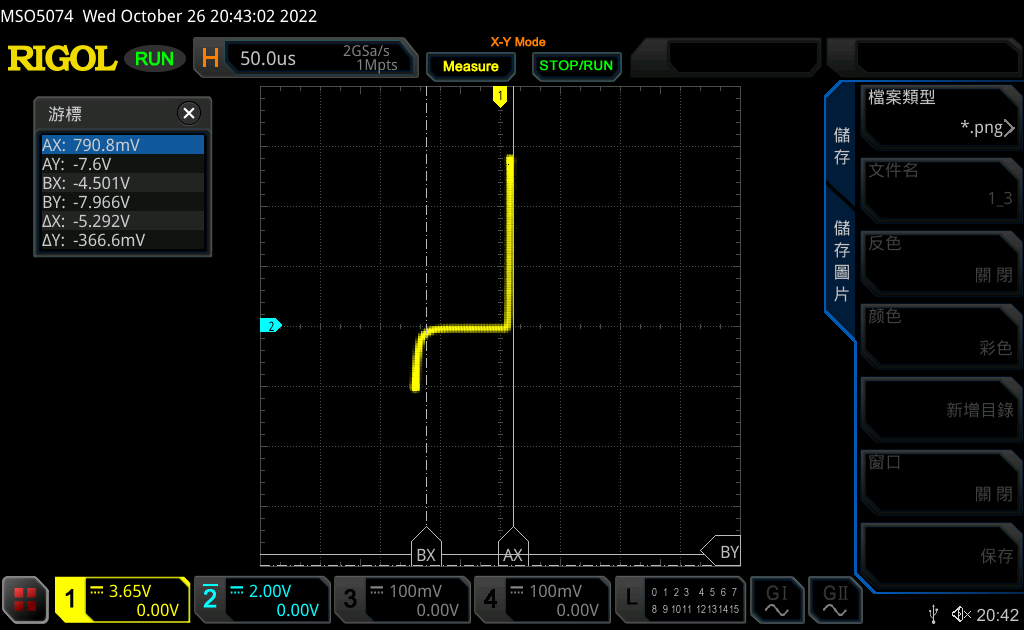 MSO5074 Wed October 26 20:43:02 2022
RIGOL
RUN
H
50.0us
2GSa/s
1Mpts
X-Y Mode
Measure
STOP/RUN
游標
AX: 790.8mV
AY: -7.6V
BX: -4.501V
BY: -7.966V
ΔX: -5.292V
ΔY: -366.6mV
1
2
BX
AX
BY
儲存
儲存圖片
檔案類型
*.png
文件名
1_3
反色
關閉
颜色
彩色
新增目錄
窗口
關閉
保存
1
3.65V
0.00V
2
2.00V
0.00V
3
100mV
0.00V
4
100mV
0.00V
L
0 1 2 3 4 5 6 7
8 9 10 11 12 13 14 15
GI
GII
20:42